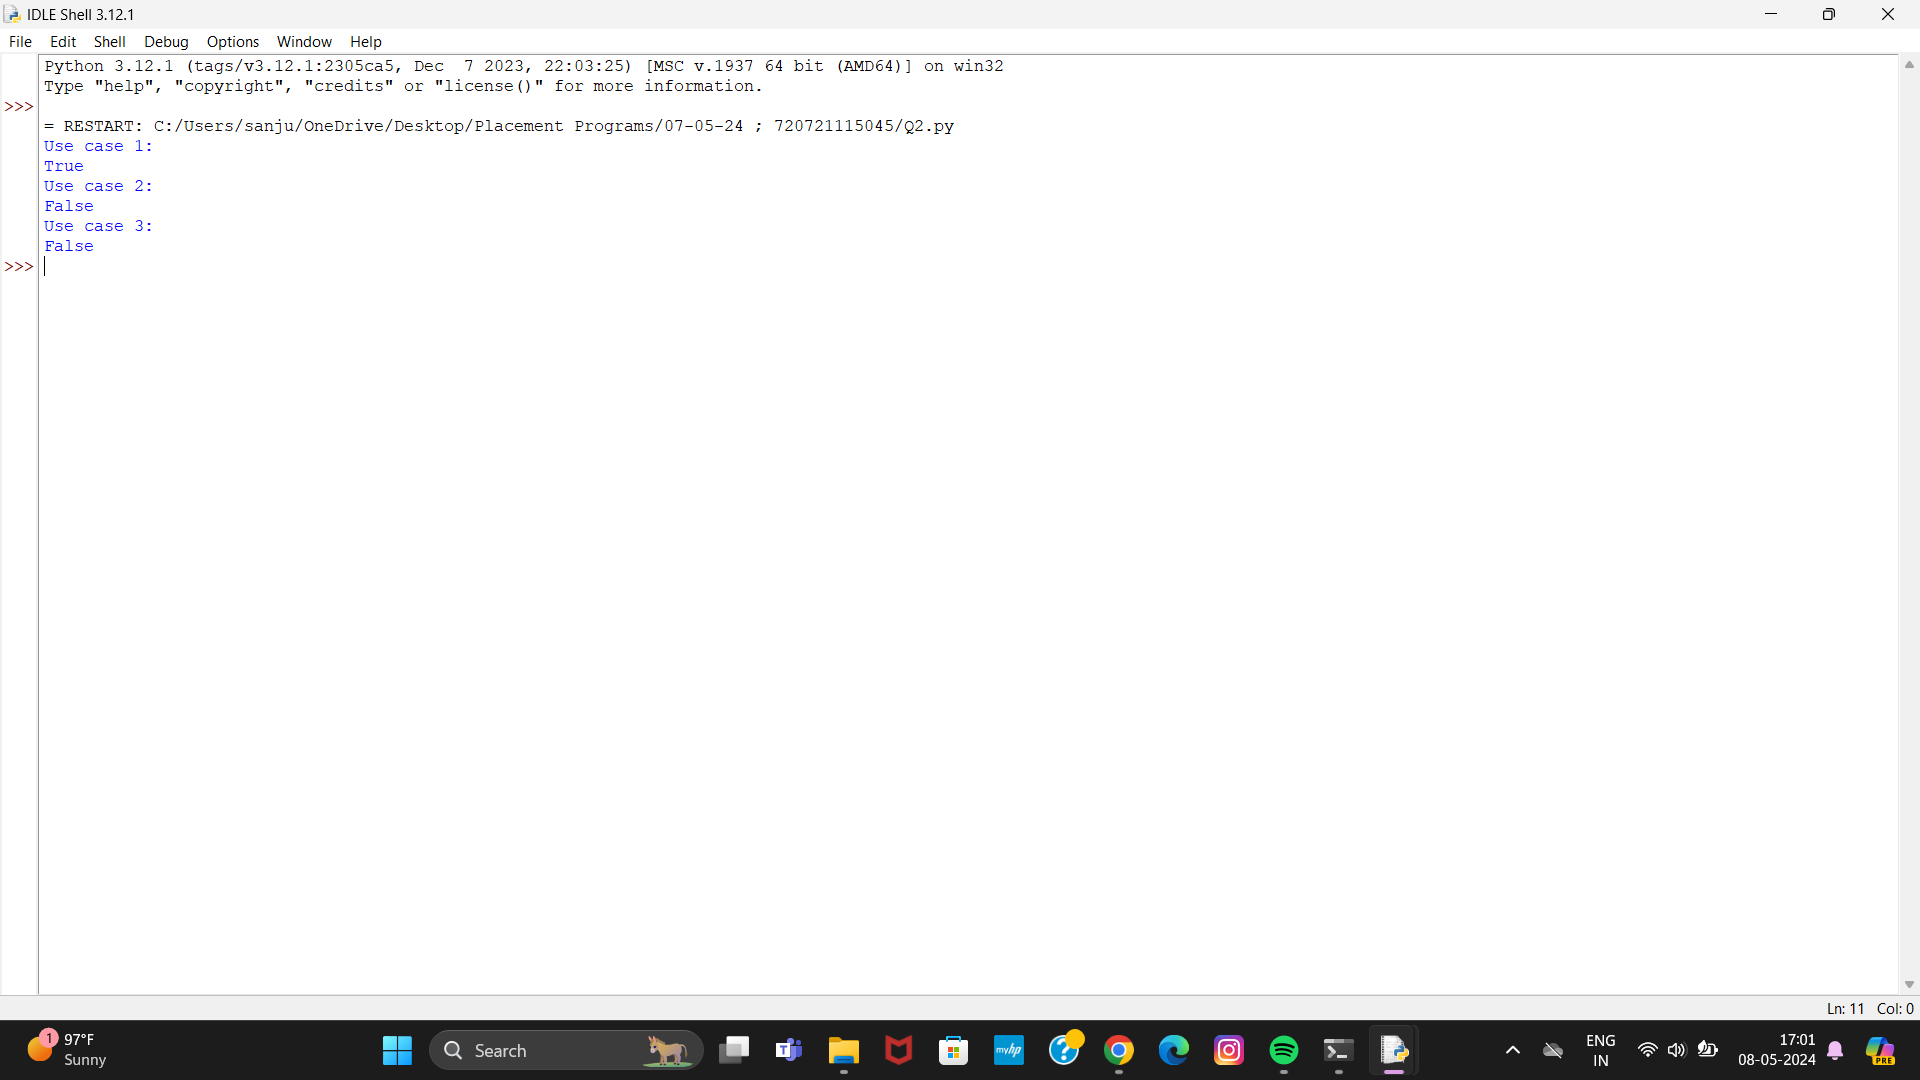 IDLE Shell 3.12.1
File Edit Shell Debug Options Window Help
Python 3.12.1 (tags/v3.12.1:2305ca5, Dec  7 2023, 22:03:25) [MSC v.1937 64 bit (AMD64)] on win32
Type "help", "copyright", "credits" or "license()" for more information.
>>>
= RESTART: C:/Users/sanju/OneDrive/Desktop/Placement Programs/07-05-24 ; 720721115045/Q2.py
Use case 1:
True
Use case 2:
False
Use case 3:
False
>>>
Ln: 11 Col: 0
1
97°F
Sunny
Search
myhp
ENG
IN
17:01
08-05-2024
PRE